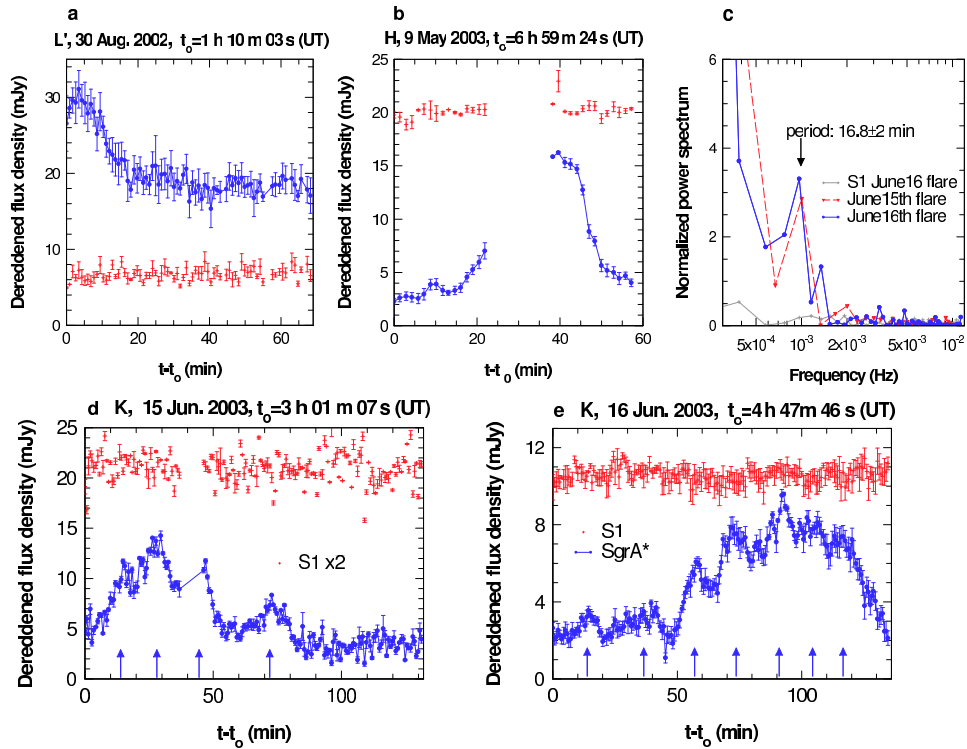 a
L', 30 Aug. 2002, tₒ=1 h 10 m 03 s (UT)
Dereddened flux density (mJy)
30
20
10
0
0
20
40
60
t-tₒ (min)
b
H, 9 May 2003, tₒ=6 h 59 m 24 s (UT)
Dereddened flux density (mJy)
25
20
15
10
5
0
0
20
40
60
t-t₀ (min)
c
Normalized power spectrum
6
4
2
0
period: 16.8±2 min
S1 June16 flare
June15th flare
June16th flare
5x10⁻⁴
10⁻³
2x10⁻³
5x10⁻³
10⁻²
Frequency (Hz)
d K, 15 Jun. 2003, tₒ=3 h 01 m 07 s (UT)
Dereddened flux density (mJy)
25
20
15
10
5
0
S1 x2
0
50
100
t-tₒ (min)
e K, 16 Jun. 2003, tₒ=4 h 47m 46 s (UT)
Dereddened flux density (mJy)
12
8
4
0
S1
SgrA*
0
50
100
t-tₒ (min)